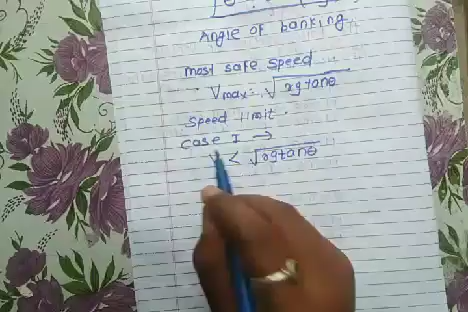 Angle of banking
most safe speed
Vmax = √rgtanθ
speed limit.
case I →
V < √rgtanθ